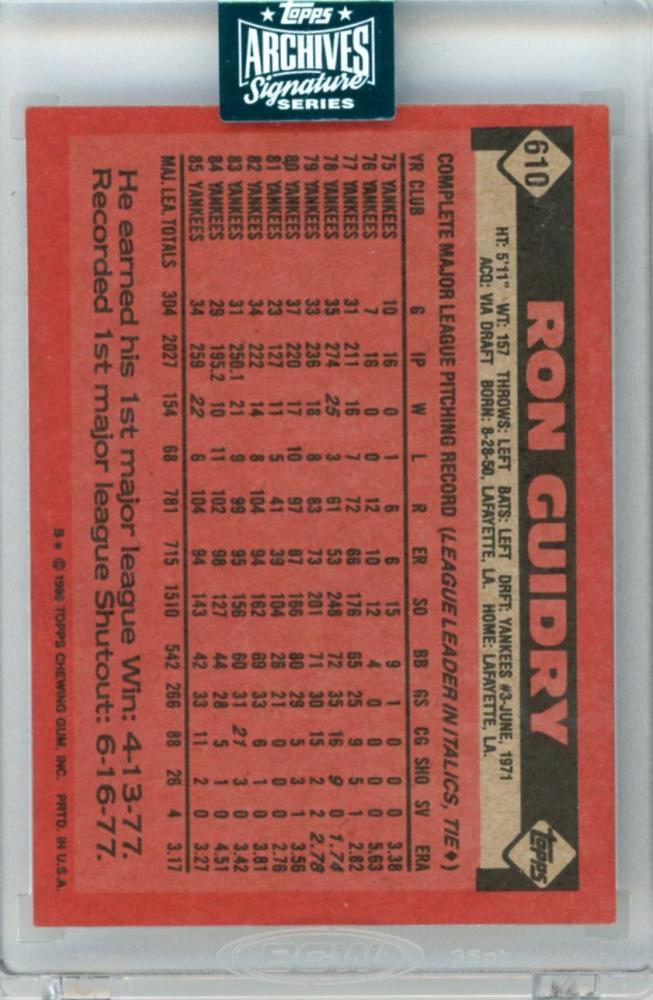 TOPPS
ARCHIVES
Signature
SERIES
610
RON GUIDRY
TOPPS
HT: 5'11" WT: 157 THROWS: LEFT BATS: LEFT DRFT: YANKEES #3-JUNE, 1971
ACQ: VIA DRAFT BORN: 8-28-50, LAFAYETTE, LA. HOME: LAFAYETTE, LA.
COMPLETE MAJOR LEAGUE PITCHING RECORD (LEAGUE LEADER IN ITALICS, TIE♦)
YR CLUB G IP W L R ER SO BB GS CG SHO SV ERA
75 YANKEES 10 16 0 1 6 6 15 9 1 0 0 0 3.38
76 YANKEES 7 16 0 0 12 10 12 4 0 0 0 0 5.63
77 YANKEES 31 211 16 7 72 66 176 65 25 9 5 1 2.82
78 YANKEES 35 274 25 3 61 53 248 72 35 16 9 0 1.74
79 YANKEES 33 236 18 8 83 73 201 71 30 15 2 2 2.78
80 YANKEES 37 220 17 10 97 87 166 80 29 5 3 1 3.56
81 YANKEES 23 127 11 5 41 39 104 26 21 0 0 0 2.76
82 YANKEES 34 222 14 8 104 94 162 69 33 6 1 0 3.81
83 YANKEES 31 250.1 21 9 99 95 156 60 31 21 3 0 3.42
84 YANKEES 29 195.2 10 11 102 98 127 44 28 5 1 0 4.51
85 YANKEES 34 259 22 6 104 94 143 42 33 11 2 0 3.27
MAJ. LEA. TOTALS 304 2027 154 68 781 715 1510 542 266 88 26 4 3.17
He earned his 1st major league Win: 4-13-77.
Recorded 1st major league Shutout: 6-16-77.
B* © 1986 TOPPS CHEWING GUM, INC. PRTD. IN U.S.A.
BCW 35pt